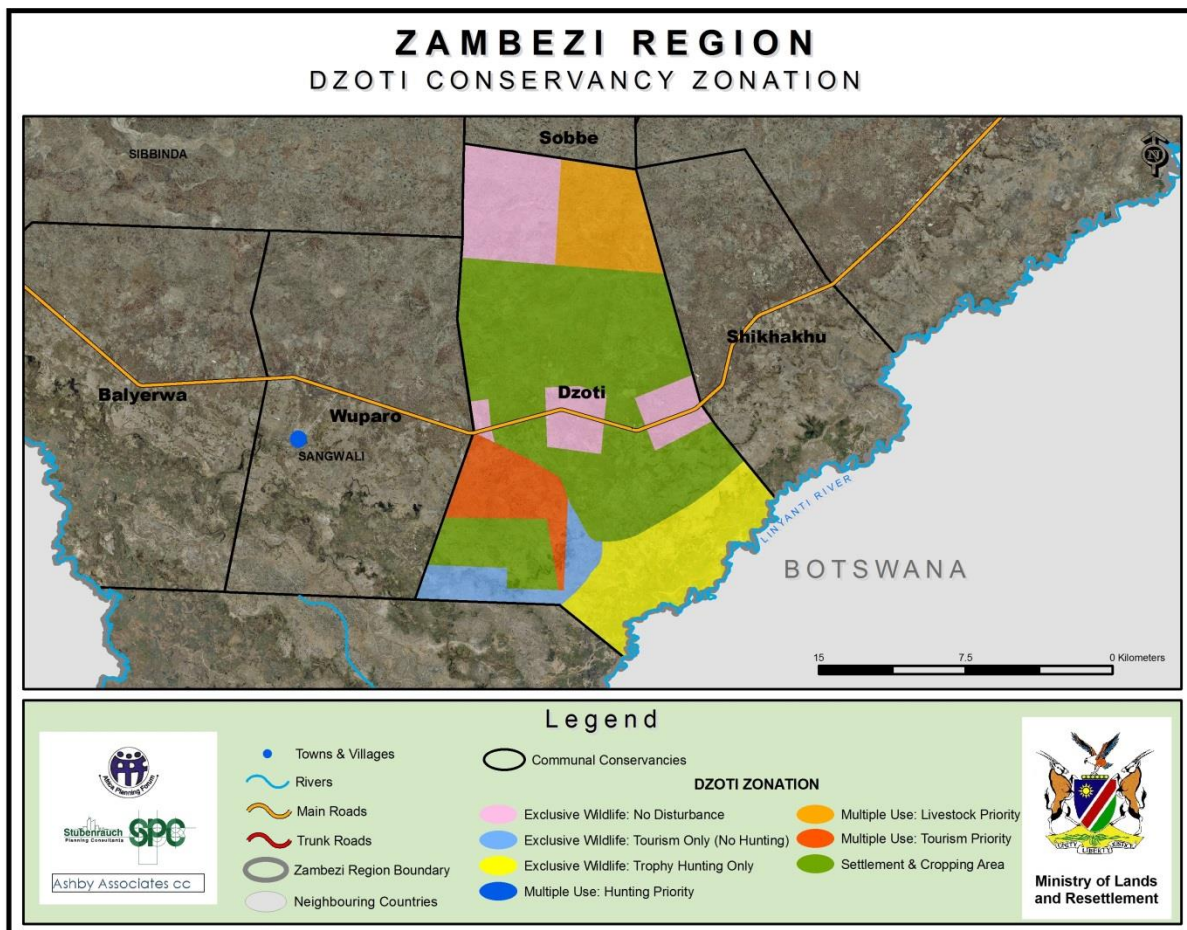 ZAMBEZI REGION
DZOTI CONSERVANCY ZONATION
Sobbe
SIBBINDA
N
Shikhakhu
Dzoti
Balyerwa
Wuparo
SANGWALI
LINYANTI RIVER
BOTSWANA
15 7.5 0 Kilometers
Legend
Africa Planning Forum
Stubenrauch
Planning Consultants
SPC
Ashby Associates cc
Towns & Villages
Rivers
Main Roads
Trunk Roads
Zambezi Region Boundary
Neighbouring Countries
Communal Conservancies
DZOTI ZONATION
Exclusive Wildlife: No Disturbance
Exclusive Wildlife: Tourism Only (No Hunting)
Exclusive Wildlife: Trophy Hunting Only
Multiple Use: Hunting Priority
Multiple Use: Livestock Priority
Multiple Use: Tourism Priority
Settlement & Cropping Area
UNITY LIBERTY JUSTICE
Ministry of Lands
and Resettlement